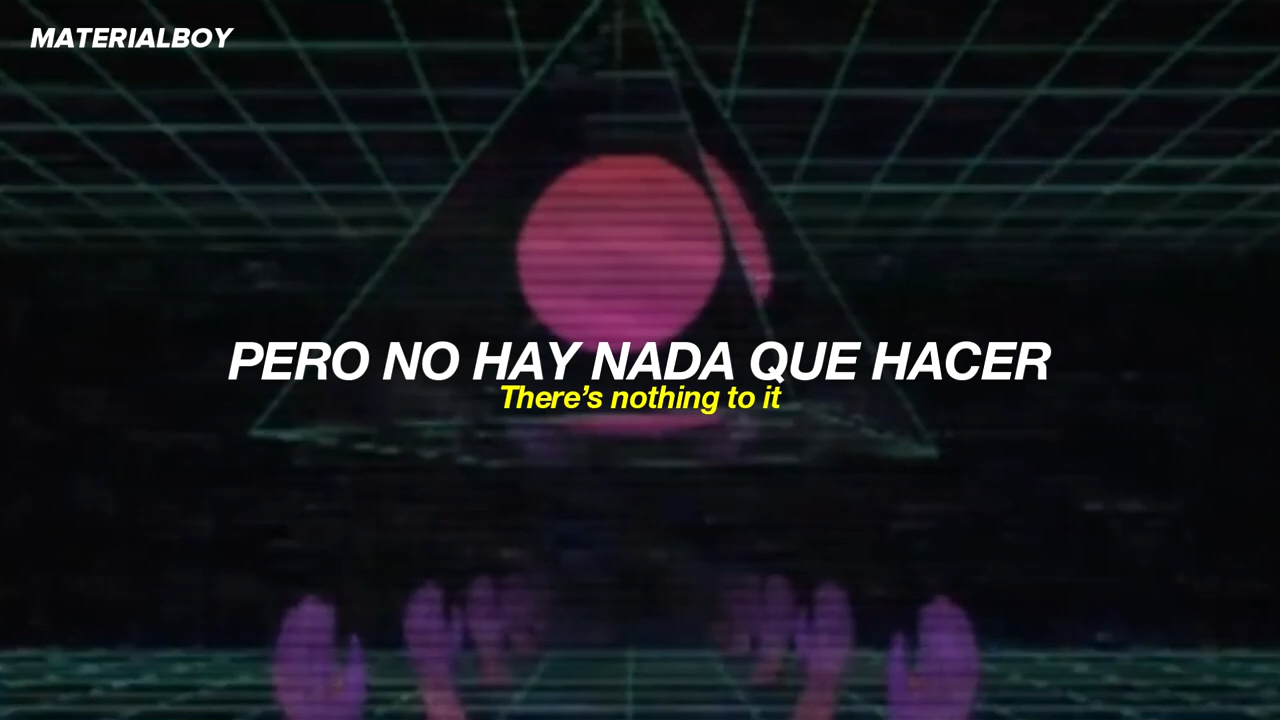 MATERIALBOY
PERO NO HAY NADA QUE HACER
There’s nothing to it